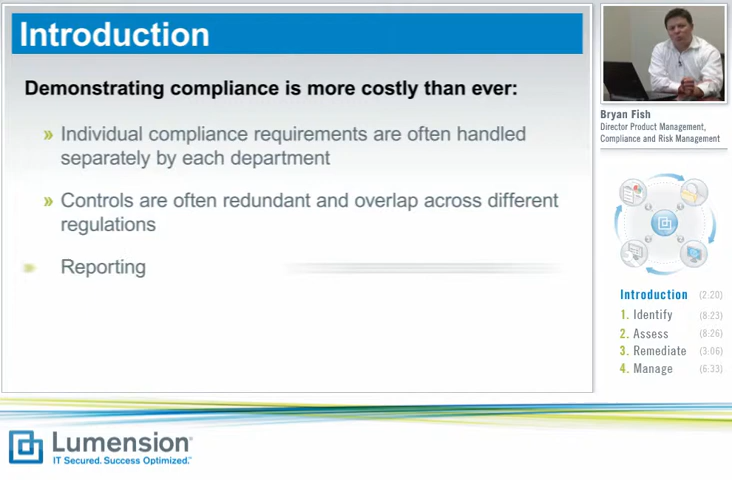 Introduction
Demonstrating compliance is more costly than ever:
» Individual compliance requirements are often handled
separately by each department
» Controls are often redundant and overlap across different
regulations
» Reporting
Bryan Fish
Director Product Management,
Compliance and Risk Management
Introduction (2:20)
1. Identify (8:23)
2. Assess (8:26)
3. Remediate (3:06)
4. Manage (6:33)
Lumension
IT Secured. Success Optimized.™